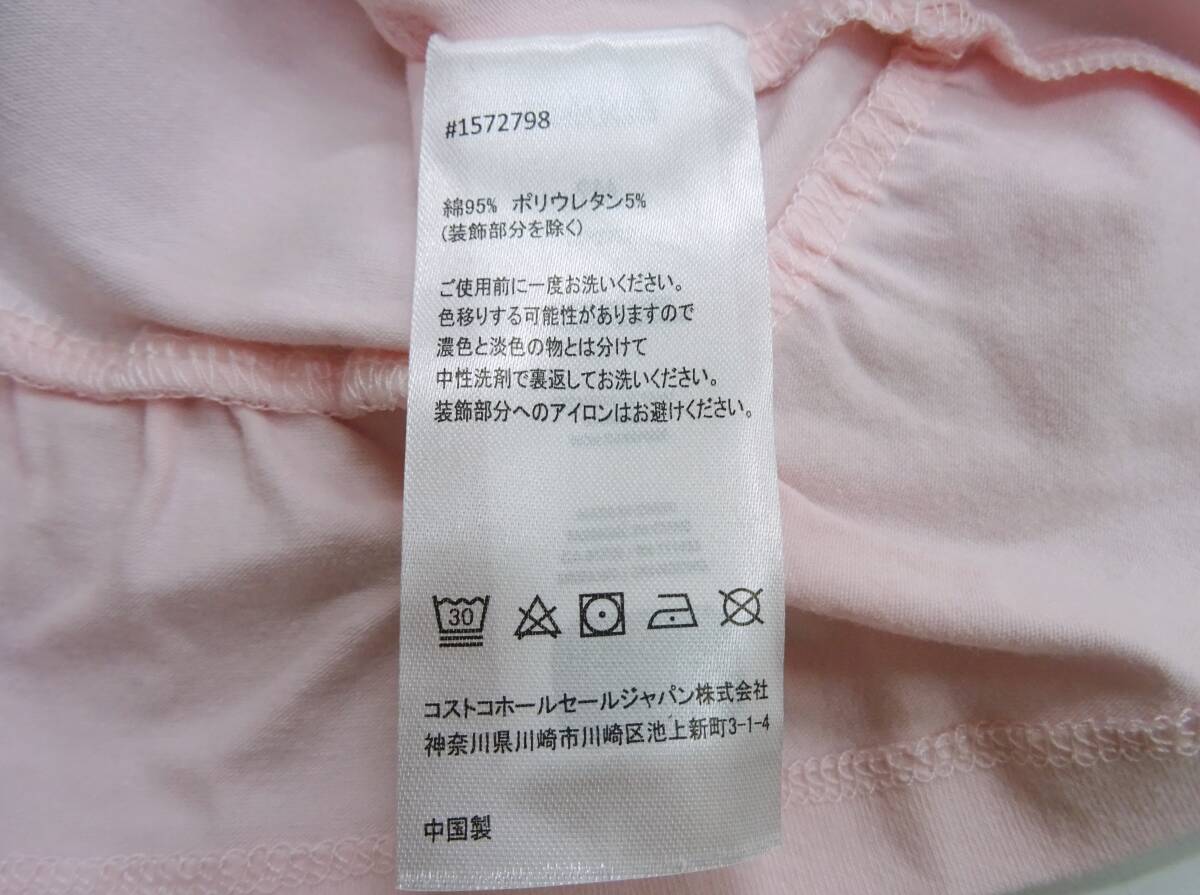 #1572798
綿95% ポリウレタン5%
(装飾部分を除く)
ご使用前に一度お洗いください。
色移りする可能性がありますので
濃色と淡色の物とは分けて
中性洗剤で裏返してお洗いください。
装飾部分へのアイロンはお避けください。
30
コストコホールセールジャパン株式会社
神奈川県川崎市川崎区池上新町3-1-4
中国製